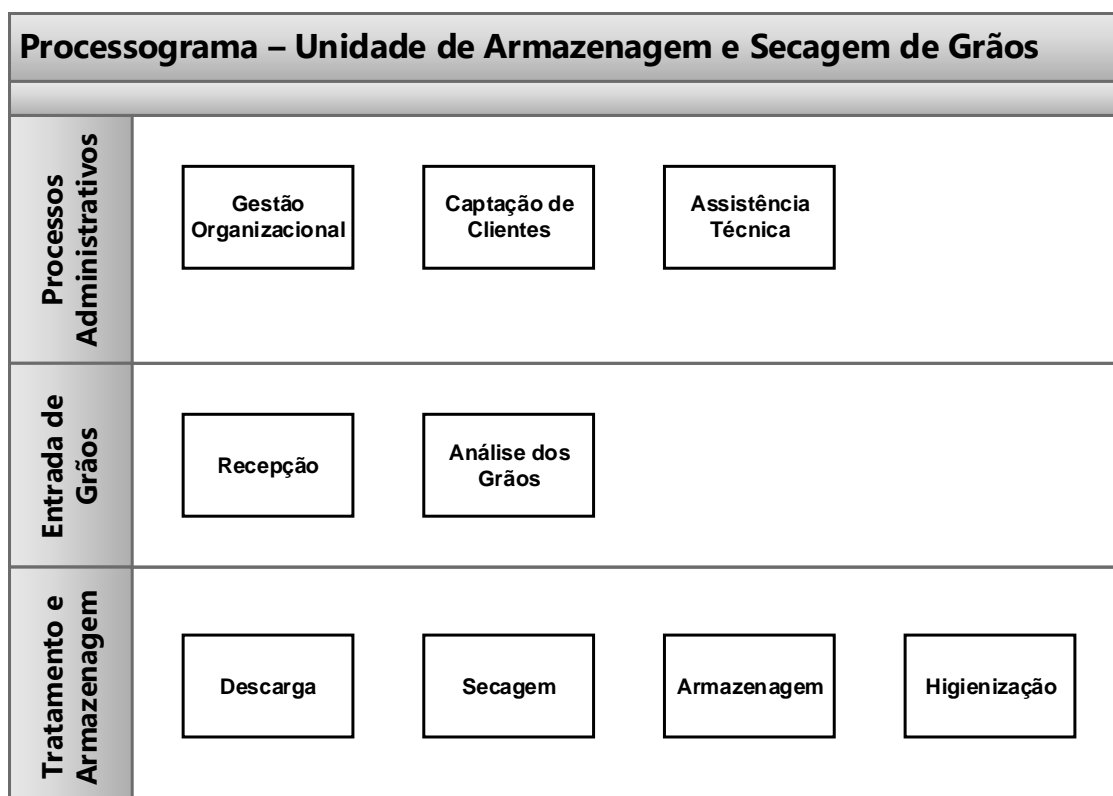 Processograma – Unidade de Armazenagem e Secagem de Grãos
Processos
Administrativos
Gestão
Organizacional
Captação de
Clientes
Assistência
Técnica
Entrada de
Grãos
Recepção
Análise dos
Grãos
Tratamento e
Armazenagem
Descarga
Secagem
Armazenagem
Higienização